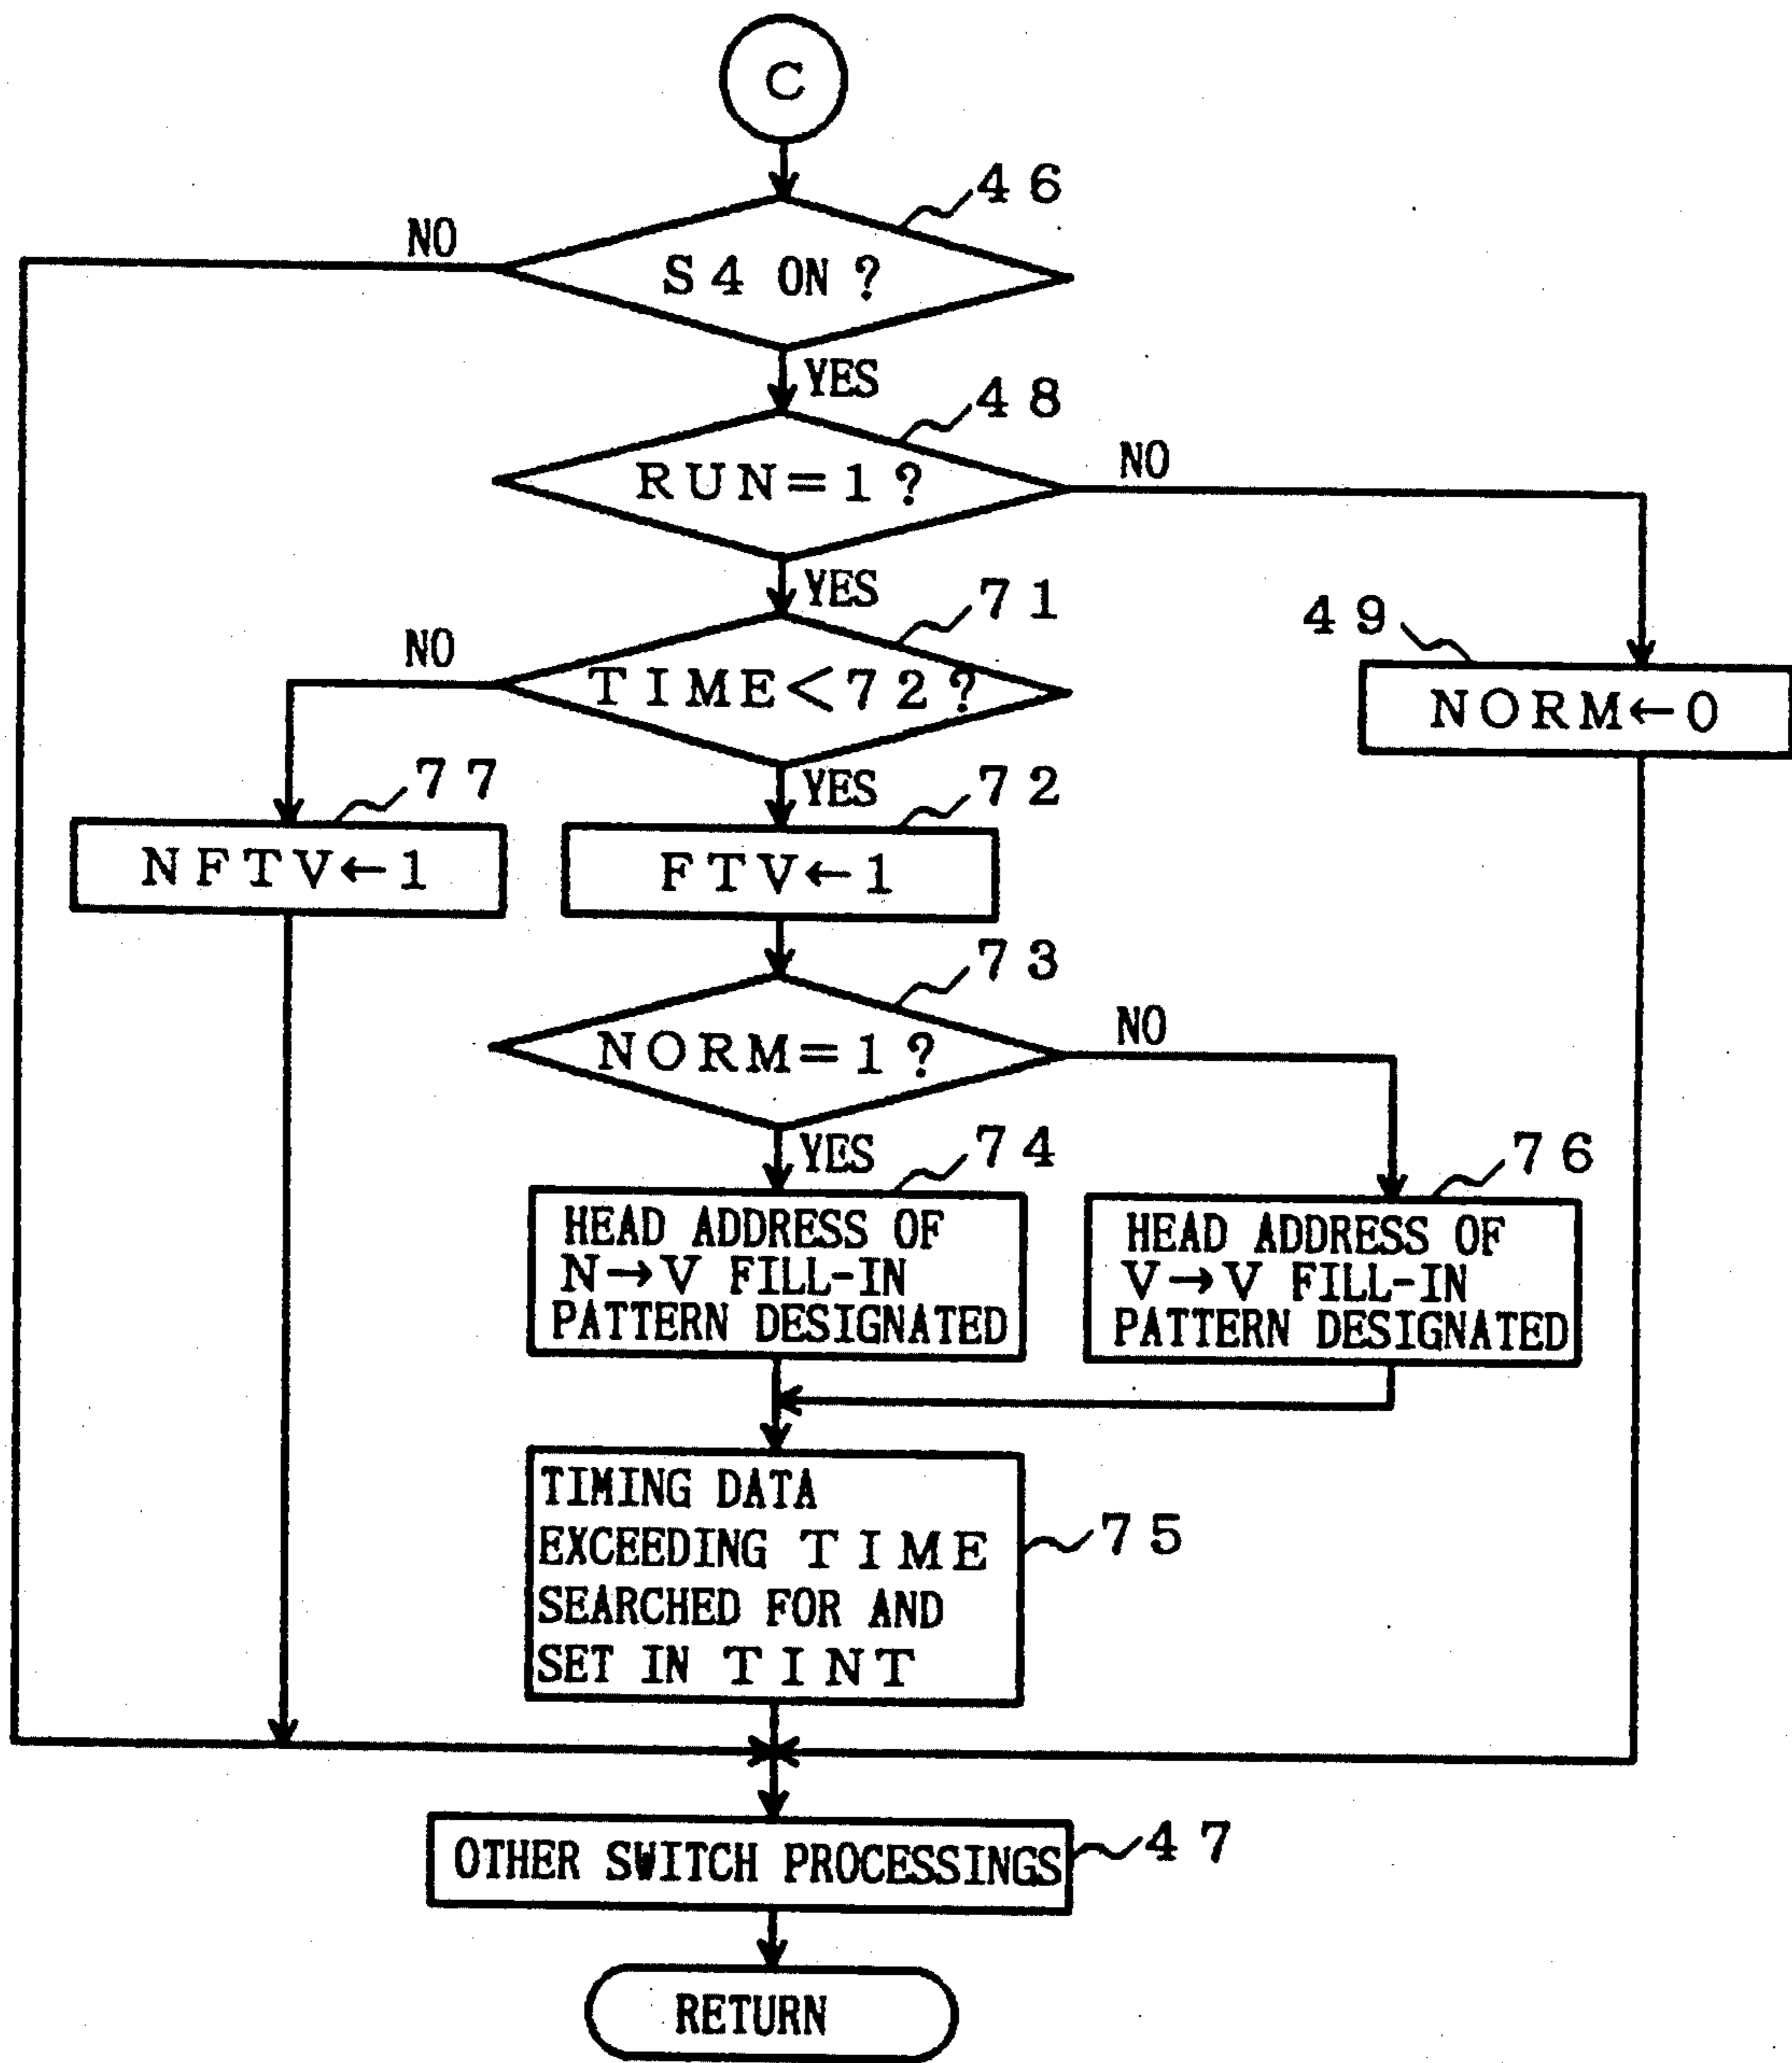 C
46
NO
S4 ON?
YES
48
RUN=1?
NO
YES
71
49
NO
TIME<72?
NORM←0
77
YES
72
NFTV←1
FTV←1
73
NORM=1?
NO
YES
74
76
HEAD ADDRESS OF
N→V FILL-IN
PATTERN DESIGNATED
HEAD ADDRESS OF
V→V FILL-IN
PATTERN DESIGNATED
TIMING DATA
EXCEEDING TIME
SEARCHED FOR AND
SET IN TINT
75
OTHER SWITCH PROCESSINGS
47
RETURN